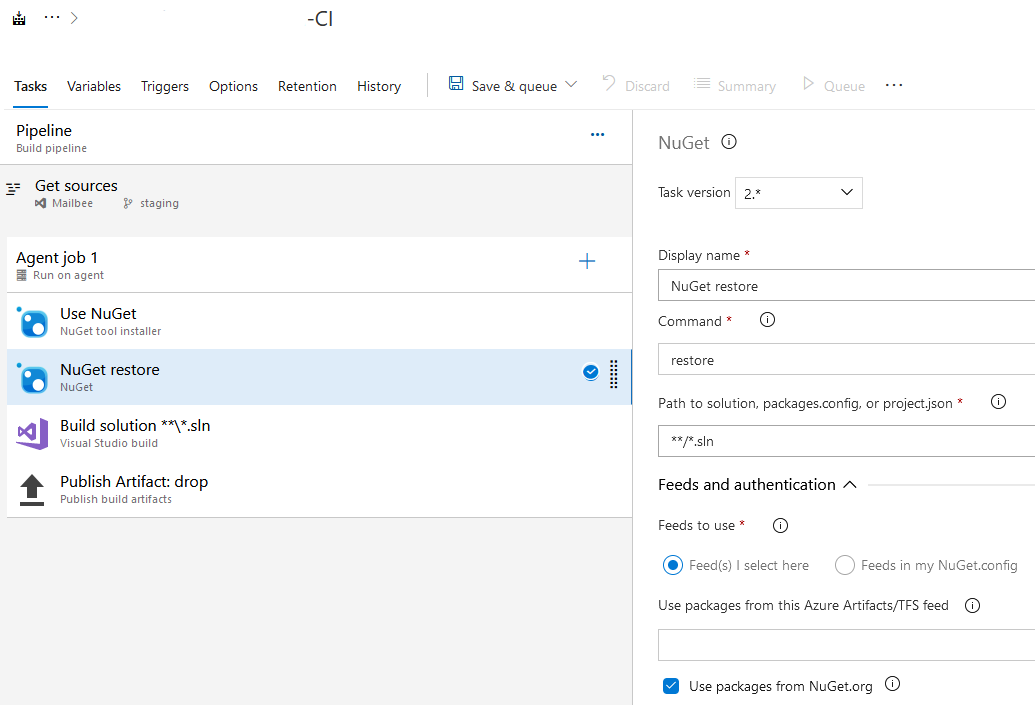 -CI
Tasks Variables Triggers Options Retention History Save & queue Discard Summary Queue
Pipeline
Build pipeline
Get sources
Mailbee staging
Agent job 1
Run on agent
Use NuGet
NuGet tool installer
NuGet restore
NuGet
Build solution **\*.sln
Visual Studio build
Publish Artifact: drop
Publish build artifacts
NuGet
Task version 2.*
Display name *
NuGet restore
Command *
restore
Path to solution, packages.config, or project.json *
**/*.sln
Feeds and authentication
Feeds to use *
Feed(s) I select here Feeds in my NuGet.config
Use packages from this Azure Artifacts/TFS feed
Use packages from NuGet.org